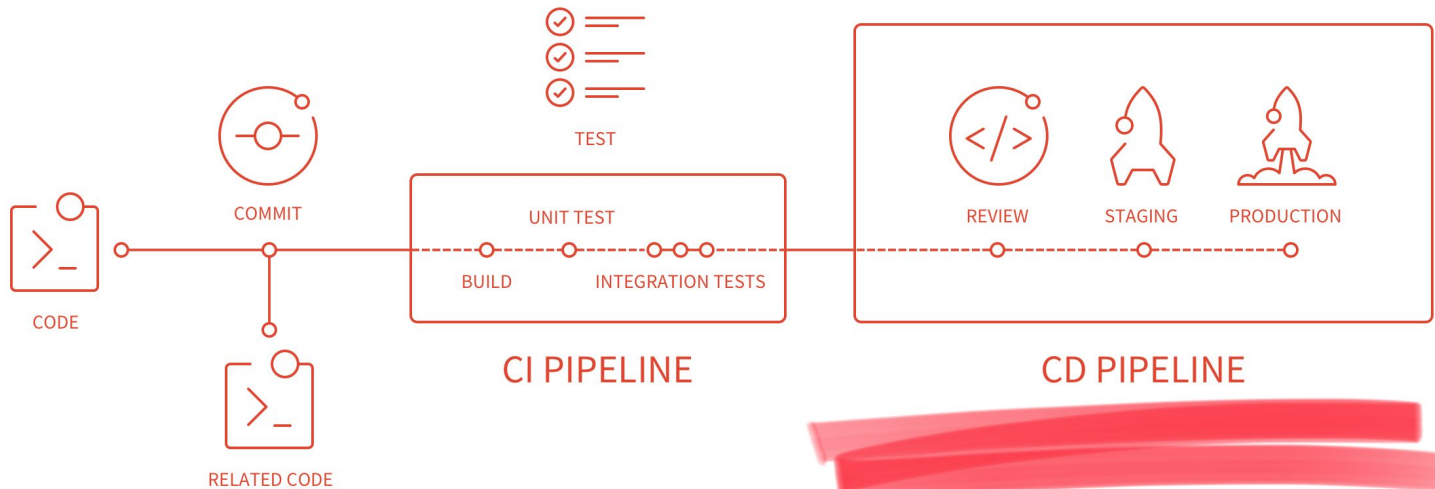 TEST
COMMIT
UNIT TEST
REVIEW
STAGING
PRODUCTION
BUILD
INTEGRATION TESTS
CODE
CI PIPELINE
CD PIPELINE
RELATED CODE